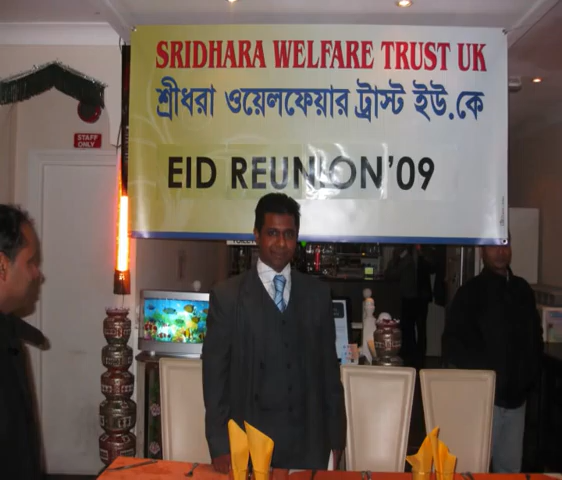 SRIDHARA WELFARE TRUST UK
শ্রীধরা ওয়েলফেয়ার ট্রাস্ট ইউ.কে
EID REUNION'09
STAFF
ONLY